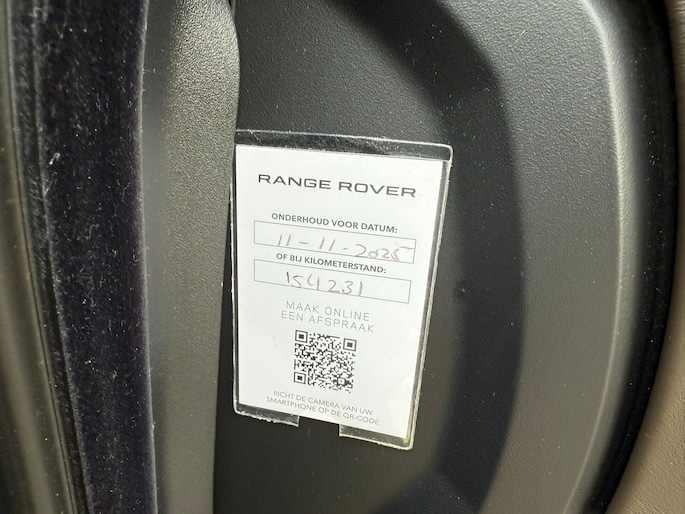 RANGE ROVER
ONDERHOUD VOOR DATUM:
11-11-2025
OF BIJ KILOMETERSTAND:
154231
MAAK ONLINE
EEN AFSPRAAK
RICHT DE CAMERA VAN UW
SMARTPHONE OP DE QR-CODE